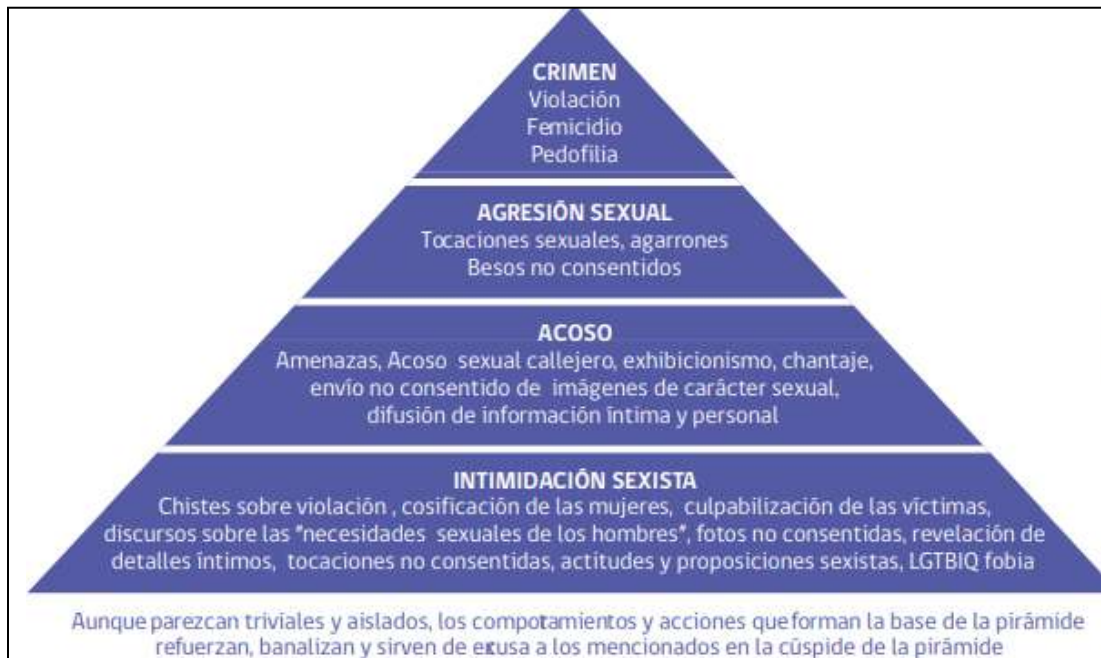 CRIMEN
Violación
Femicidio
Pedofilia
AGRESIÓN SEXUAL
Tocaciones sexuales, agarrones
Besos no consentidos
ACOSO
Amenazas, Acoso sexual callejero, exhibicionismo, chantaje,
envío no consentido de imágenes de carácter sexual,
difusión de información íntima y personal
INTIMIDACIÓN SEXISTA
Chistes sobre violación , cosificación de las mujeres, culpabilización de las víctimas,
discursos sobre las "necesidades sexuales de los hombres", fotos no consentidas, revelación de
detalles íntimos, tocaciones no consentidas, actitudes y proposiciones sexistas, LGTBIQ fobia
Aunque parezcan triviales y aislados, los compotamientos y acciones que forman la base de la pirámide
refuerzan, banalizan y sirven de excusa a los mencionados en la cúspide de la pirámide